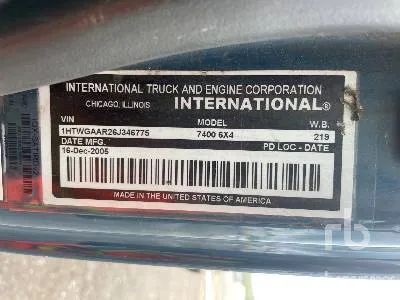 INTERNATIONAL TRUCK AND ENGINE CORPORATION
CHICAGO, ILLINOIS INTERNATIONAL®
VIN MODEL W.B.
1HTWGAAR26J346775 7400 6X4 219
DATE MFG. PD LOC - DATE
16-Dec-2005
MADE IN THE UNITED STATES OF AMERICA
rb